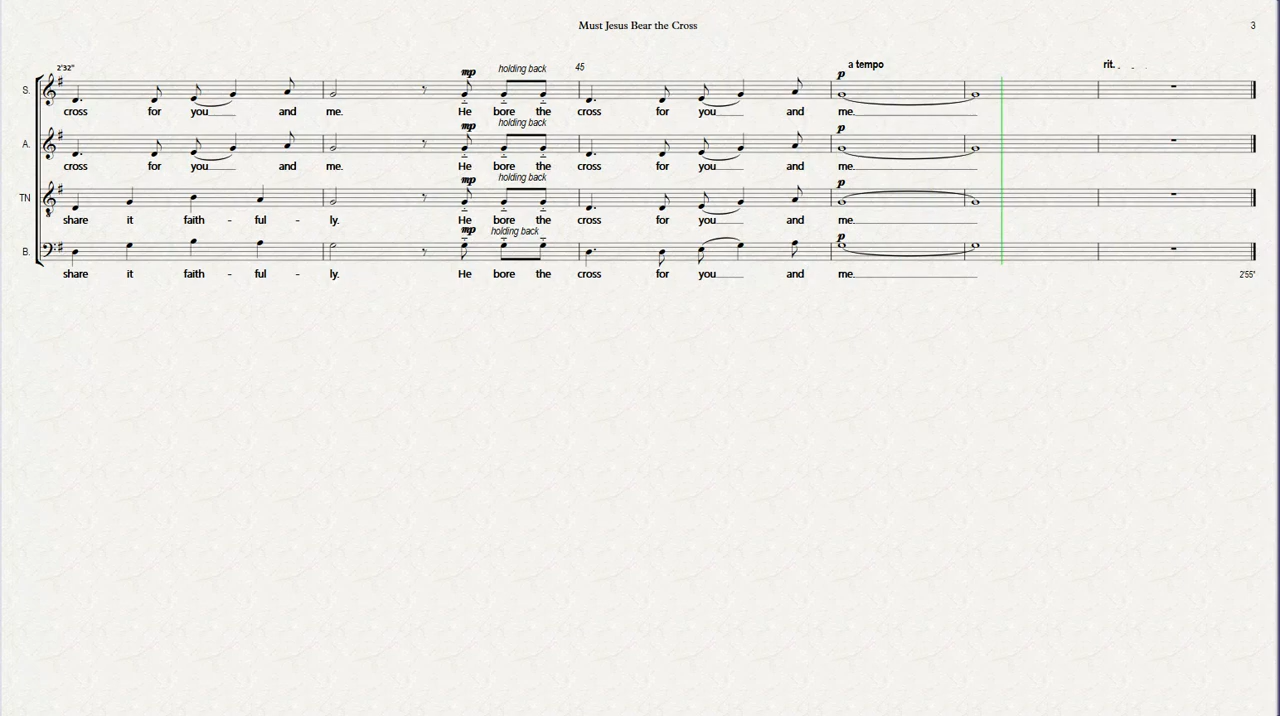 Must Jesus Bear the Cross
3
2'32"
mp holding back 45 p a tempo rit.
S.
cross for you and me. He bore the cross for you and me.
mp holding back p
A.
cross for you and me. He bore the cross for you and me.
mp holding back p
TN
share it faith - ful - ly. He bore the cross for you and me.
mp holding back p
B.
share it faith - ful - ly. He bore the cross for you and me.
2'55"